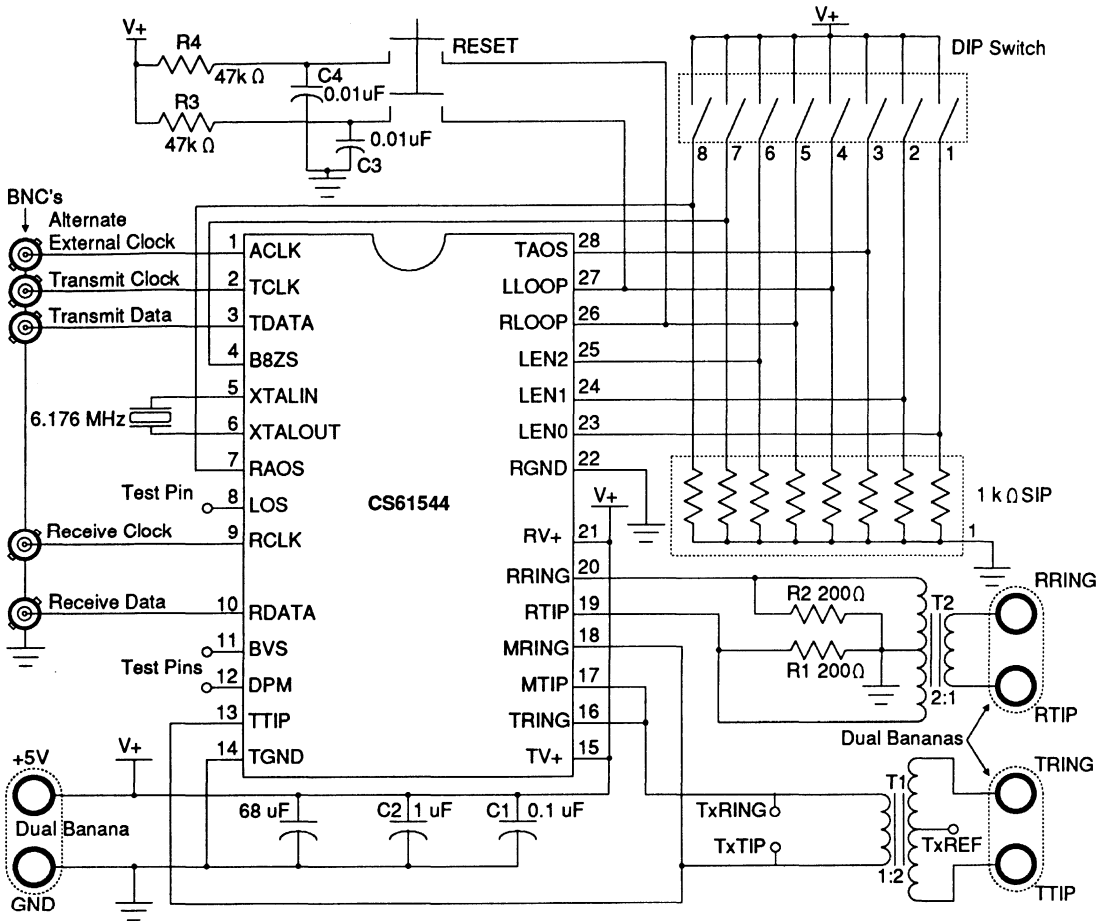 V+
R4
47k Ω
R3
47k Ω
C4
0.01uF
0.01uF
C3
RESET
V+
DIP Switch
8 7 6 5 4 3 2 1
BNC's
Alternate
External Clock
Transmit Clock
Transmit Data
6.176 MHz
Test Pin
Receive Clock
Receive Data
Test Pins
1 ACLK
2 TCLK
3 TDATA
4 B8ZS
5 XTALIN
6 XTALOUT
7 RAOS
8 LOS
9 RCLK
10 RDATA
11 BVS
12 DPM
13 TTIP
14 TGND
CS61544
TAOS 28
LLOOP 27
RLOOP 26
LEN2 25
LEN1 24
LEN0 23
RGND 22
RV+ 21
RRING 20
RTIP 19
MRING 18
MTIP 17
TRING 16
TV+ 15
V+
1 k Ω SIP
1
R2 200Ω
R1 200Ω
T2
2:1
RRING
RTIP
Dual Bananas
TRING
TTIP
T1
1:2
TxRING
TxTIP
TxREF
+5V
V+
Dual Banana
GND
68 uF
C2 1 uF
C1 0.1 uF